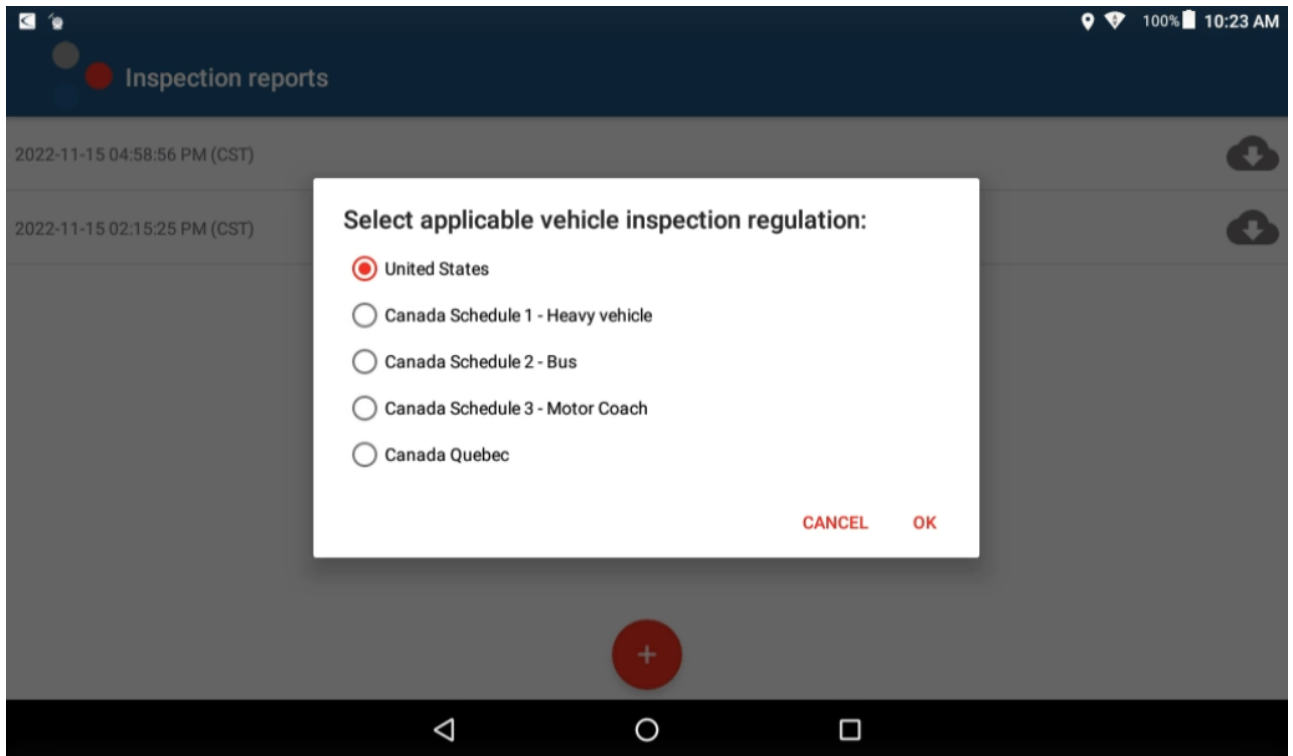 100% 10:23 AM
Inspection reports
2022-11-15 04:58:56 PM (CST)
2022-11-15 02:15:25 PM (CST)
Select applicable vehicle inspection regulation:
United States
Canada Schedule 1 - Heavy vehicle
Canada Schedule 2 - Bus
Canada Schedule 3 - Motor Coach
Canada Quebec
CANCEL OK